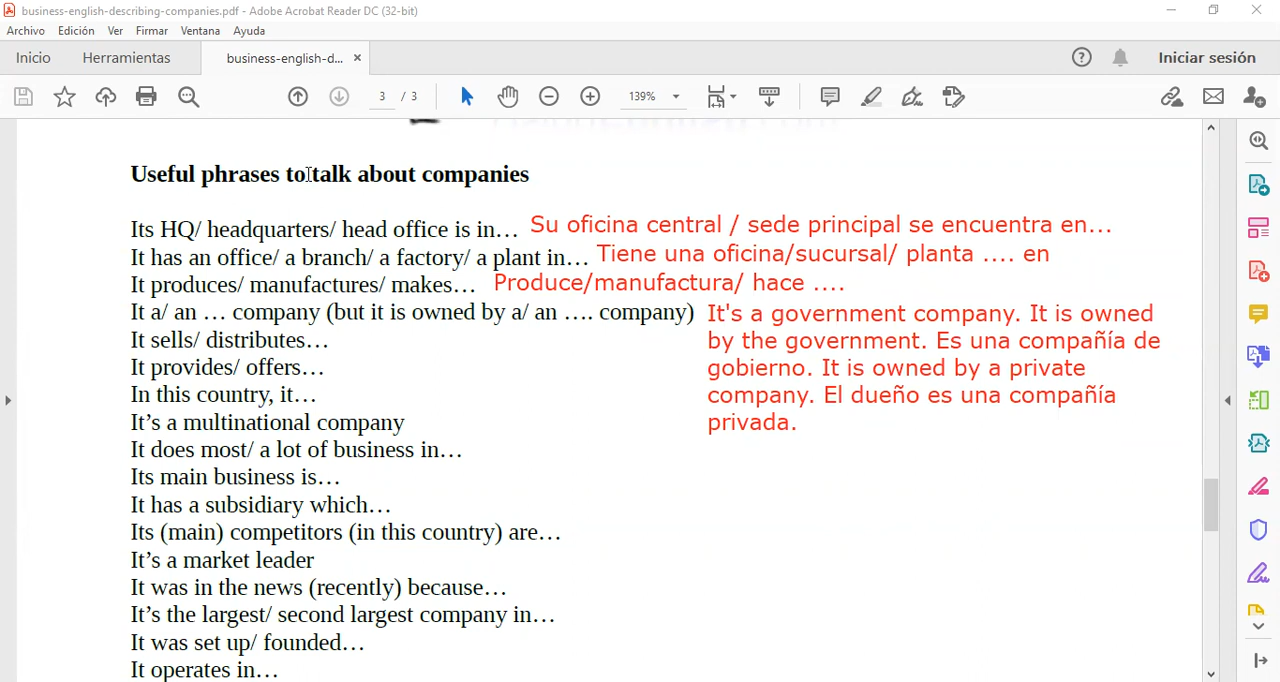 business-english-describing-companies.pdf - Adobe Acrobat Reader DC (32-bit)
Archivo Edición Ver Firmar Ventana Ayuda
Inicio Herramientas business-english-d... × Iniciar sesión
3 / 3 139%
Useful phrases to talk about companies
Its HQ/ headquarters/ head office is in… Su oficina central / sede principal se encuentra en...
It has an office/ a branch/ a factory/ a plant in… Tiene una oficina/sucursal/ planta .... en
It produces/ manufactures/ makes… Produce/manufactura/ hace ....
It a/ an … company (but it is owned by a/ an …. company) It's a government company. It is owned
It sells/ distributes… by the government. Es una compañía de
It provides/ offers… gobierno. It is owned by a private
In this country, it… company. El dueño es una compañía
It’s a multinational company privada.
It does most/ a lot of business in…
Its main business is…
It has a subsidiary which…
Its (main) competitors (in this country) are…
It’s a market leader
It was in the news (recently) because…
It’s the largest/ second largest company in…
It was set up/ founded…
It operates in…